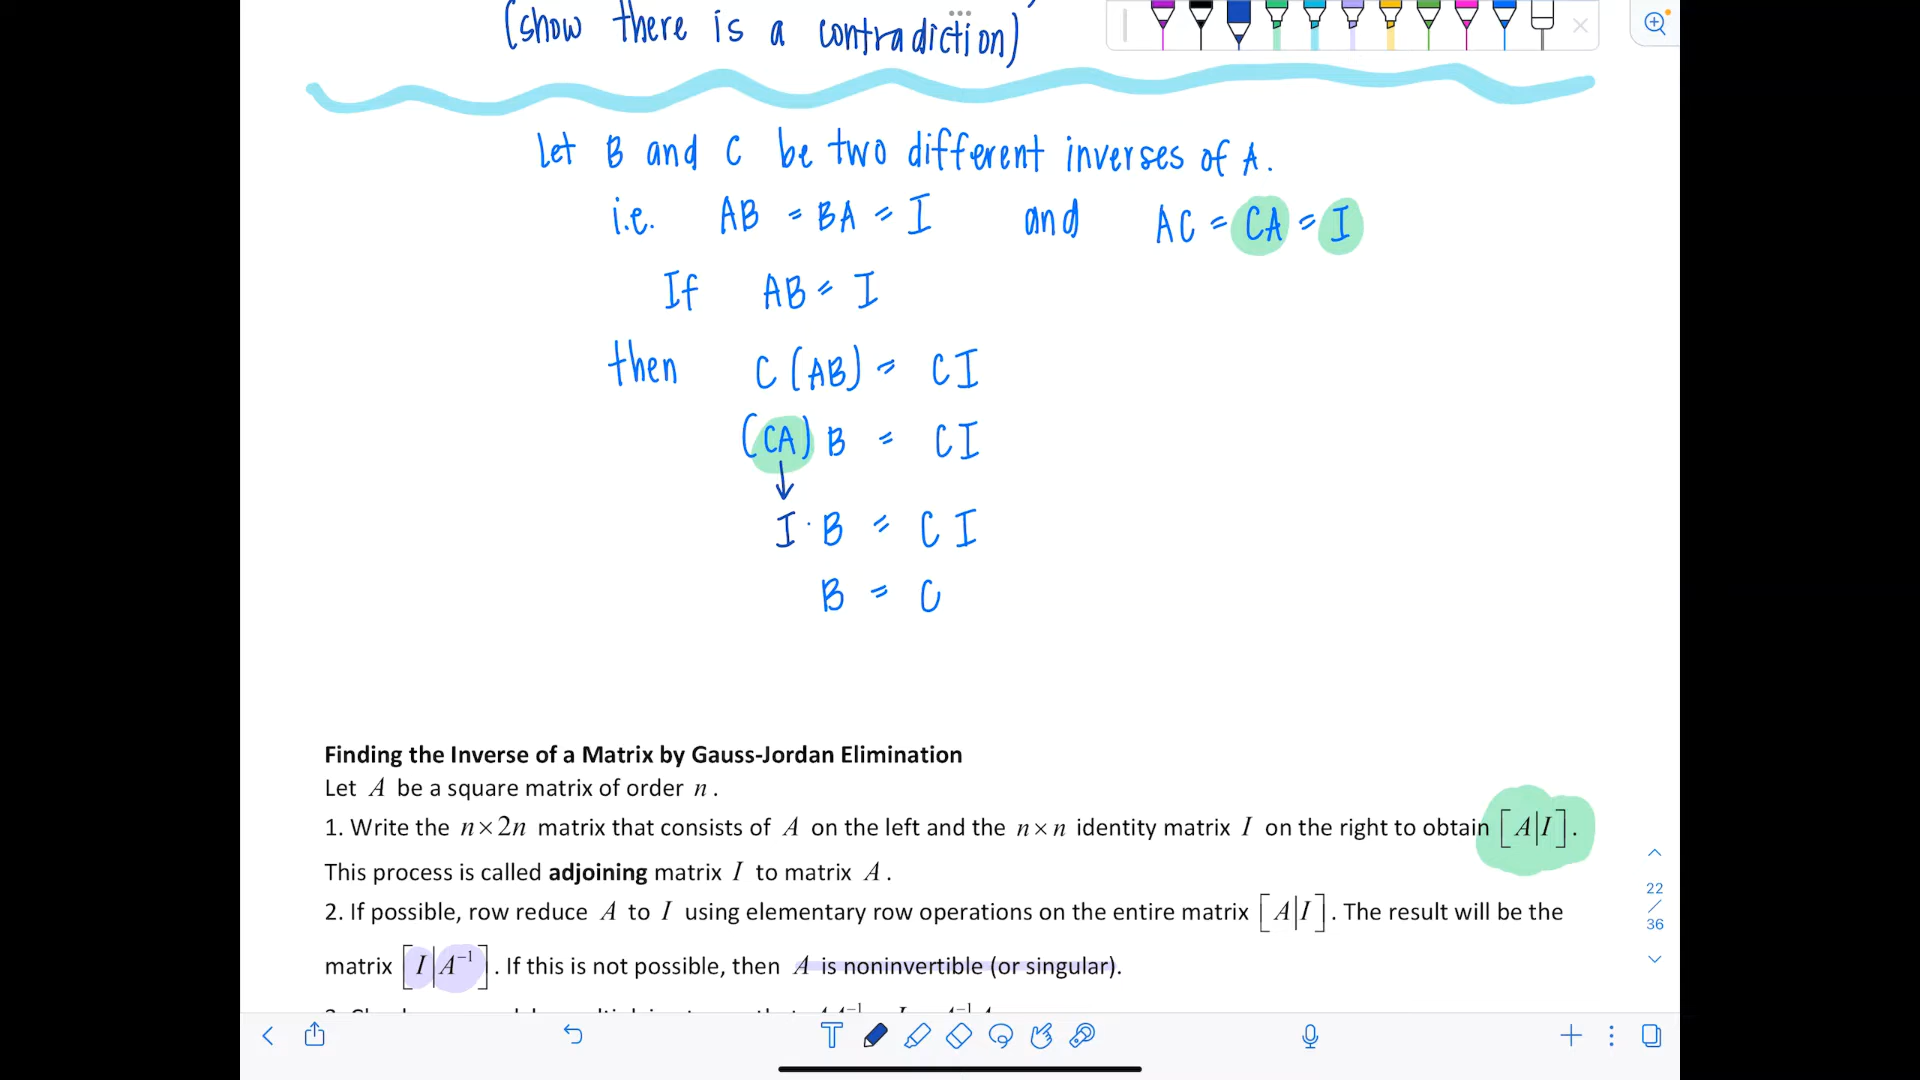 (show there is a contradiction)
Let B and C be two different inverses of A.
i.e. AB = BA = I and AC = CA = I
If AB = I
then C (AB) = CI
(CA) B = CI
I · B = C I
B = C
Finding the Inverse of a Matrix by Gauss-Jordan Elimination
Let A be a square matrix of order n.
1. Write the n×2n matrix that consists of A on the left and the n×n identity matrix I on the right to obtain [A|I].
This process is called adjoining matrix I to matrix A.
2. If possible, row reduce A to I using elementary row operations on the entire matrix [A|I]. The result will be the
matrix [I|A⁻¹]. If this is not possible, then A is noninvertible (or singular).
22
/
36
T